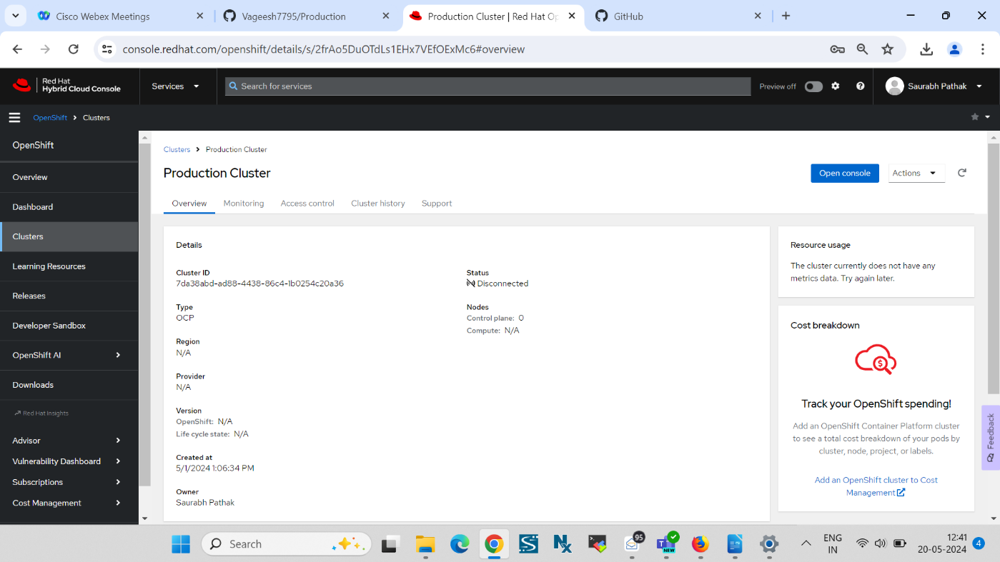 Cisco Webex Meetings
Vageesh7795/Production
Production Cluster | Red Hat Op
GitHub
console.redhat.com/openshift/details/s/2frAo5DuOTdLs1EHx7VEfOExMc6#overview
Red Hat
Hybrid Cloud Console
Services
Search for services
Preview off
Saurabh Pathak
OpenShift
Clusters
OpenShift
Overview
Dashboard
Clusters
Learning Resources
Releases
Developer Sandbox
OpenShift AI
Downloads
Red Hat Insights
Advisor
Vulnerability Dashboard
Subscriptions
Cost Management
Clusters
Production Cluster
Production Cluster
Open console
Actions
Overview
Monitoring
Access control
Cluster history
Support
Details
Cluster ID
7da38abd-ad88-4438-86c4-1b0254c20a36
Type
OCP
Region
N/A
Provider
N/A
Version
OpenShift: N/A
Life cycle state: N/A
Created at
5/1/2024 1:06:34 PM
Owner
Saurabh Pathak
Status
Disconnected
Nodes
Control plane: 0
Compute: N/A
Resource usage
The cluster currently does not have any
metrics data. Try again later.
Cost breakdown
Track your OpenShift spending!
Add an OpenShift Container Platform cluster
to see a total cost breakdown of your pods by
cluster, node, project, or labels.
Add an OpenShift cluster to Cost
Management
Feedback
Search
95
NEW
ENG
IN
12:41
20-05-2024
4